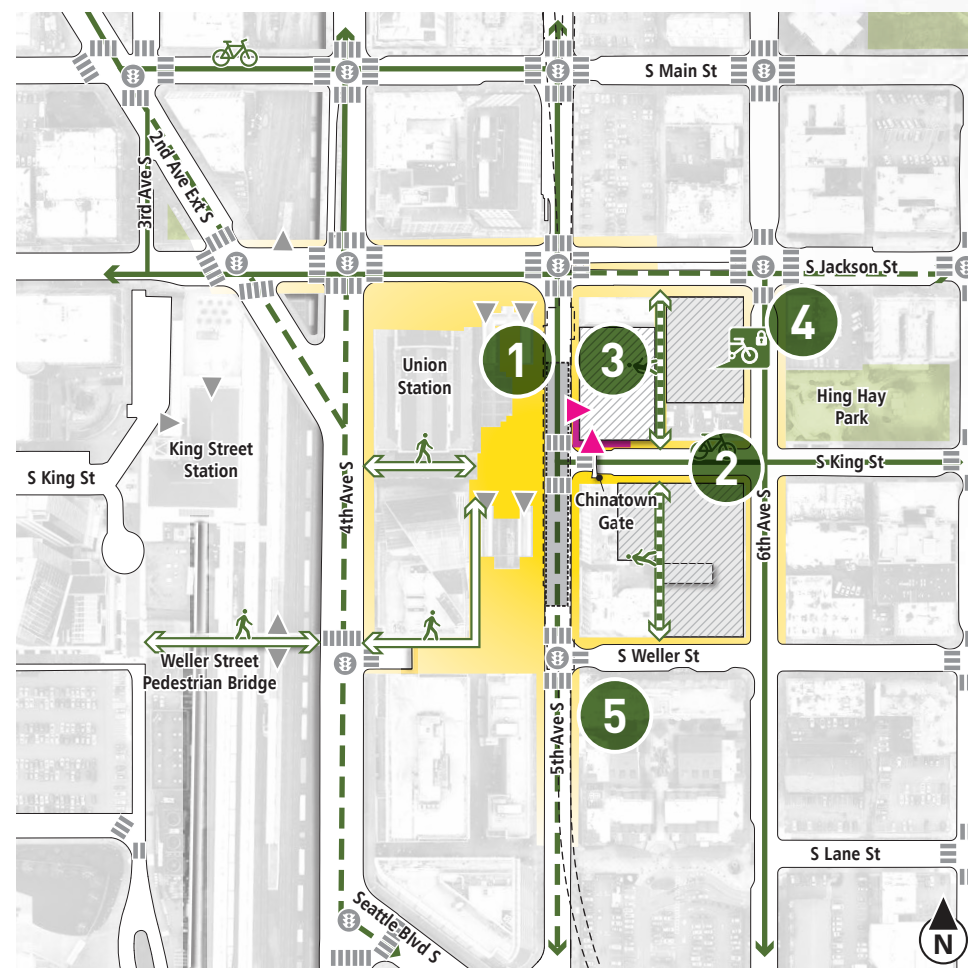 S Main St
3rd Ave S
2nd Ave Ext S
S Jackson St
4
1
3
Union
Station
Hing Hay
Park
King Street
Station
2
S King St
S King St
4th Ave S
Chinatown
Gate
6th Ave S
Weller Street
Pedestrian Bridge
S Weller St
5
5th Ave S
S Lane St
Seattle Blvd S
N